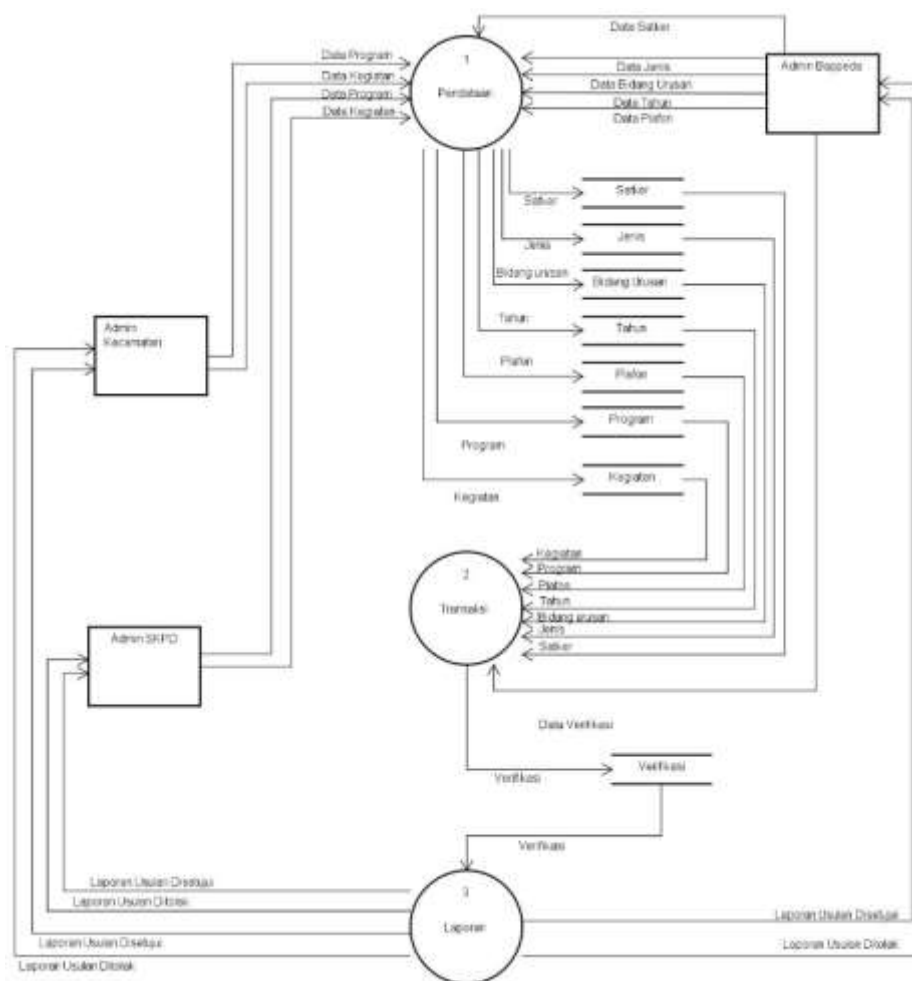 Data Satker
1
Pendataan
Admin Bappeda
Data Program
Data Kegiatan
Data Program
Data Kegiatan
Data Jenis
Data Bidang Urusan
Data Tahun
Data Plafon
Satker
Satker
Jenis
Jenis
Bidang urusan
Bidang Urusan
Tahun
Tahun
Plafon
Plafon
Program
Program
Kegiatan
Kegiatan
Admin
Kecamatan
2
Transaksi
Kegiatan
Program
Plafon
Tahun
Bidang urusan
Jenis
Satker
Admin SKPD
Data Verifikasi
Verifikasi
Verifikasi
Verifikasi
3
Laporan
Laporan Usulan Disetujui
Laporan Usulan Ditolak
Laporan Usulan Disetujui
Laporan Usulan Ditolak
Laporan Usulan Disetujui
Laporan Usulan Ditolak